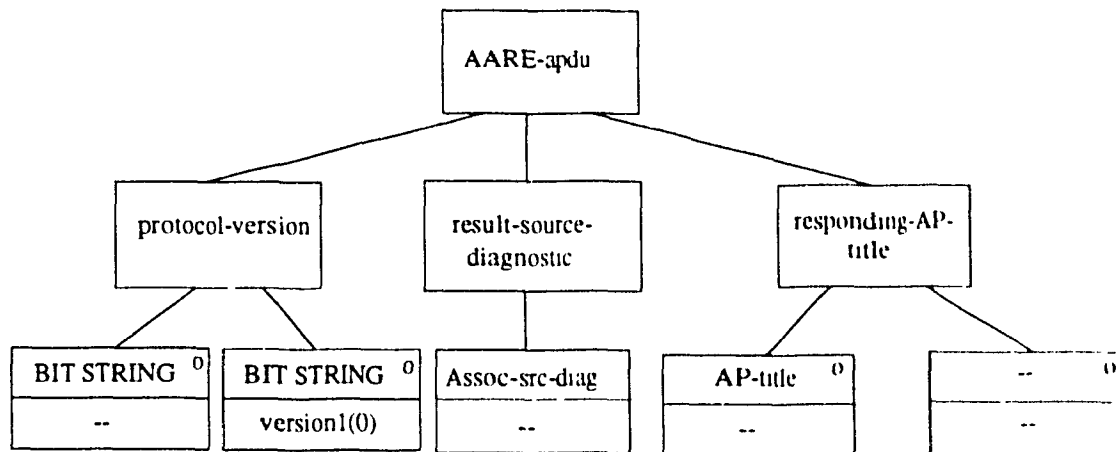 AARE-apdu
protocol-version
result-source-
diagnostic
responding-AP-
title
BIT STRING 0
--
BIT STRING 0
version1(0)
Assoc-src-diag
--
AP-title 0
--
-- 0
--